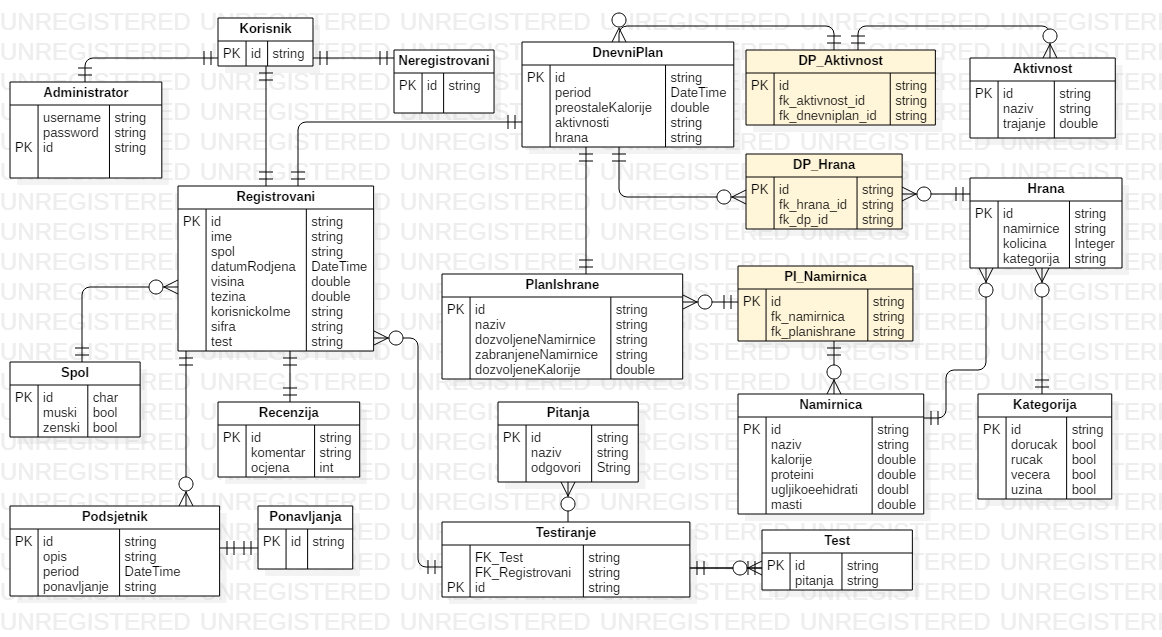 Korisnik
PK id string
Administrator
username string
password string
PK id string
Neregistrovani
PK id string
DnevniPlan
PK id string
period DateTime
preostaleKalorije double
aktivnosti string
hrana string
DP_Aktivnost
PK id string
fk_aktivnost_id string
fk_dnevniplan_id string
Aktivnost
PK id string
naziv string
trajanje double
DP_Hrana
PK id string
fk_hrana_id string
fk_dp_id string
Hrana
PK id string
namirnice string
kolicina Integer
kategorija string
Registrovani
PK id string
ime string
spol string
datumRodjena DateTime
visina double
tezina double
korisnickoIme string
sifra string
test string
PlanIshrane
PK id string
naziv string
dozvoljeneNamirnice string
zabranjeneNamirnice string
dozvoljeneKalorije double
PI_Namirnica
PK id string
fk_namirnica string
fk_planishrane string
Spol
PK id char
muski bool
zenski bool
Recenzija
PK id string
komentar string
ocjena int
Pitanja
PK id string
naziv string
odgovori String
Namirnica
PK id string
naziv string
kalorije double
proteini double
ugljikoeehidrati doubl
masti double
Kategorija
PK id string
dorucak bool
rucak bool
vecera bool
uzina bool
Podsjetnik
PK id string
opis string
period DateTime
ponavljanje string
Ponavljanja
PK id string
Testiranje
FK_Test string
FK_Registrovani string
PK id string
Test
PK id string
pitanja string
UNREGISTERED